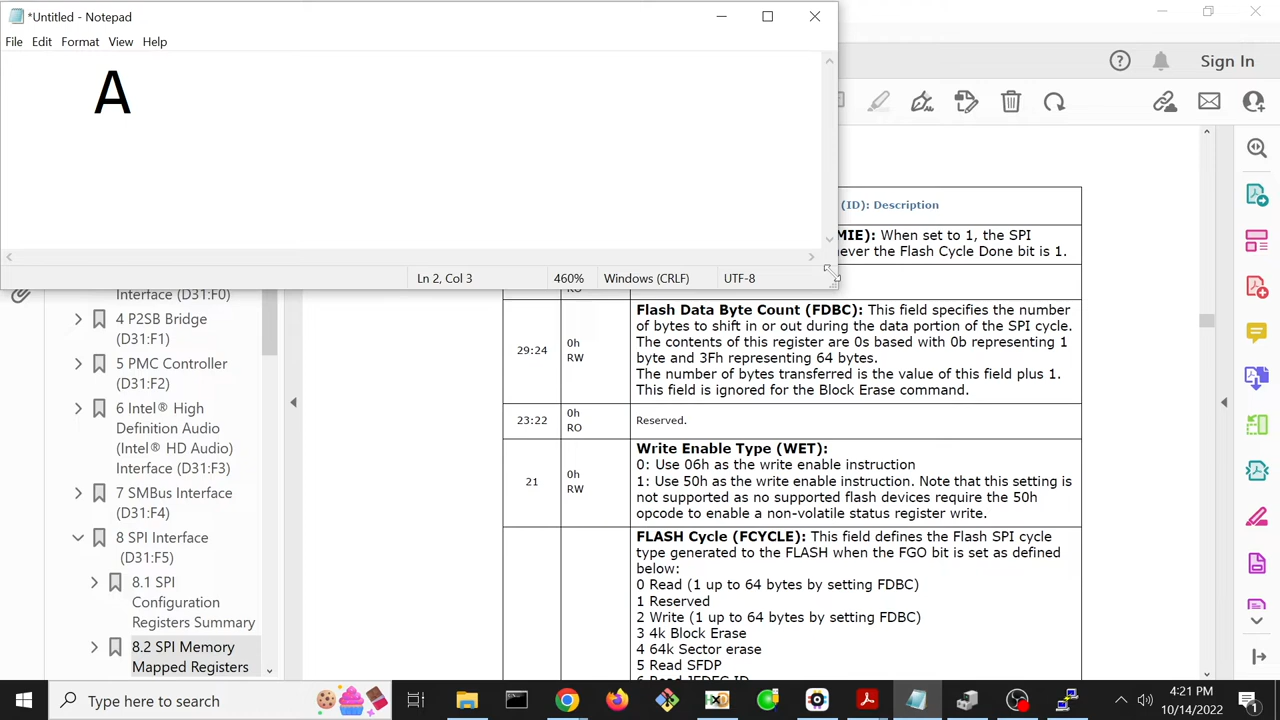 *Untitled - Notepad
File Edit Format View Help
A
Ln 2, Col 3 460% Windows (CRLF) UTF-8
Sign In
(ID): Description
MIE): When set to 1, the SPI
ever the Flash Cycle Done bit is 1.
RO
29:24
0h
RW
Flash Data Byte Count (FDBC): This field specifies the number
of bytes to shift in or out during the data portion of the SPI cycle.
The contents of this register are 0s based with 0b representing 1
byte and 3Fh representing 64 bytes.
The number of bytes transferred is the value of this field plus 1.
This field is ignored for the Block Erase command.
23:22
0h
RO
Reserved.
21
0h
RW
Write Enable Type (WET):
0: Use 06h as the write enable instruction
1: Use 50h as the write enable instruction. Note that this setting is
not supported as no supported flash devices require the 50h
opcode to enable a non-volatile status register write.
FLASH Cycle (FCYCLE): This field defines the Flash SPI cycle
type generated to the FLASH when the FGO bit is set as defined
below:
0 Read (1 up to 64 bytes by setting FDBC)
1 Reserved
2 Write (1 up to 64 bytes by setting FDBC)
3 4k Block Erase
4 64k Sector erase
5 Read SFDP
6 Read JEDEC ID
Interface (D31:F0)
4 P2SB Bridge
(D31:F1)
5 PMC Controller
(D31:F2)
6 Intel® High
Definition Audio
(Intel® HD Audio)
Interface (D31:F3)
7 SMBus Interface
(D31:F4)
8 SPI Interface
(D31:F5)
8.1 SPI
Configuration
Registers Summary
8.2 SPI Memory
Mapped Registers
Type here to search
4:21 PM
10/14/2022
1